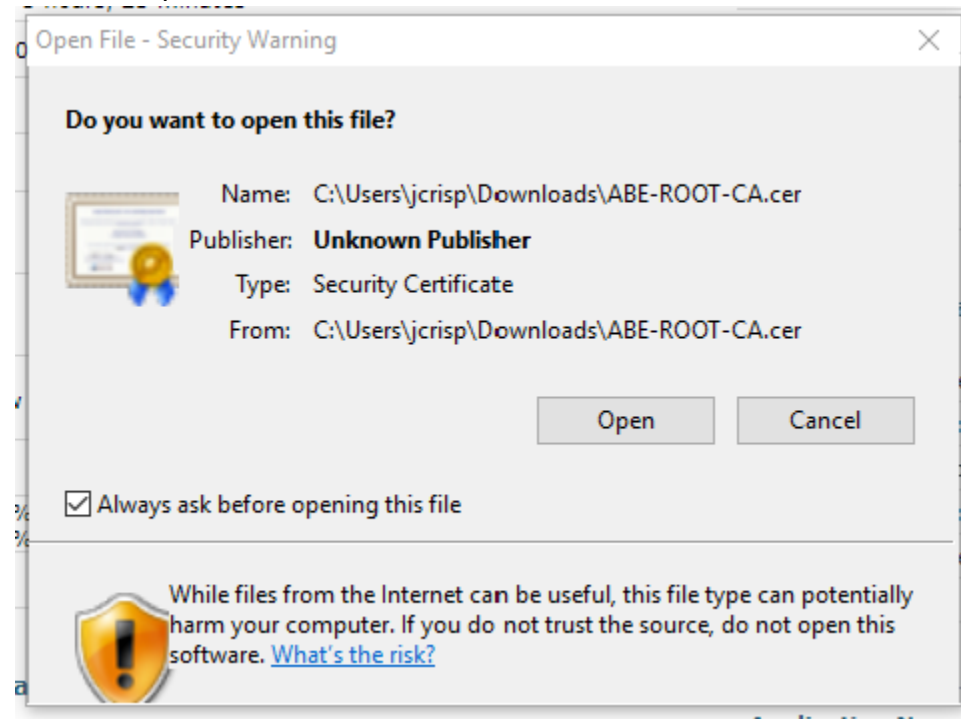 Open File - Security Warning
Do you want to open this file?
Name: C:\Users\jcrisp\Downloads\ABE-ROOT-CA.cer
Publisher: Unknown Publisher
Type: Security Certificate
From: C:\Users\jcrisp\Downloads\ABE-ROOT-CA.cer
Open Cancel
Always ask before opening this file
While files from the Internet can be useful, this file type can potentially
harm your computer. If you do not trust the source, do not open this
software. What's the risk?